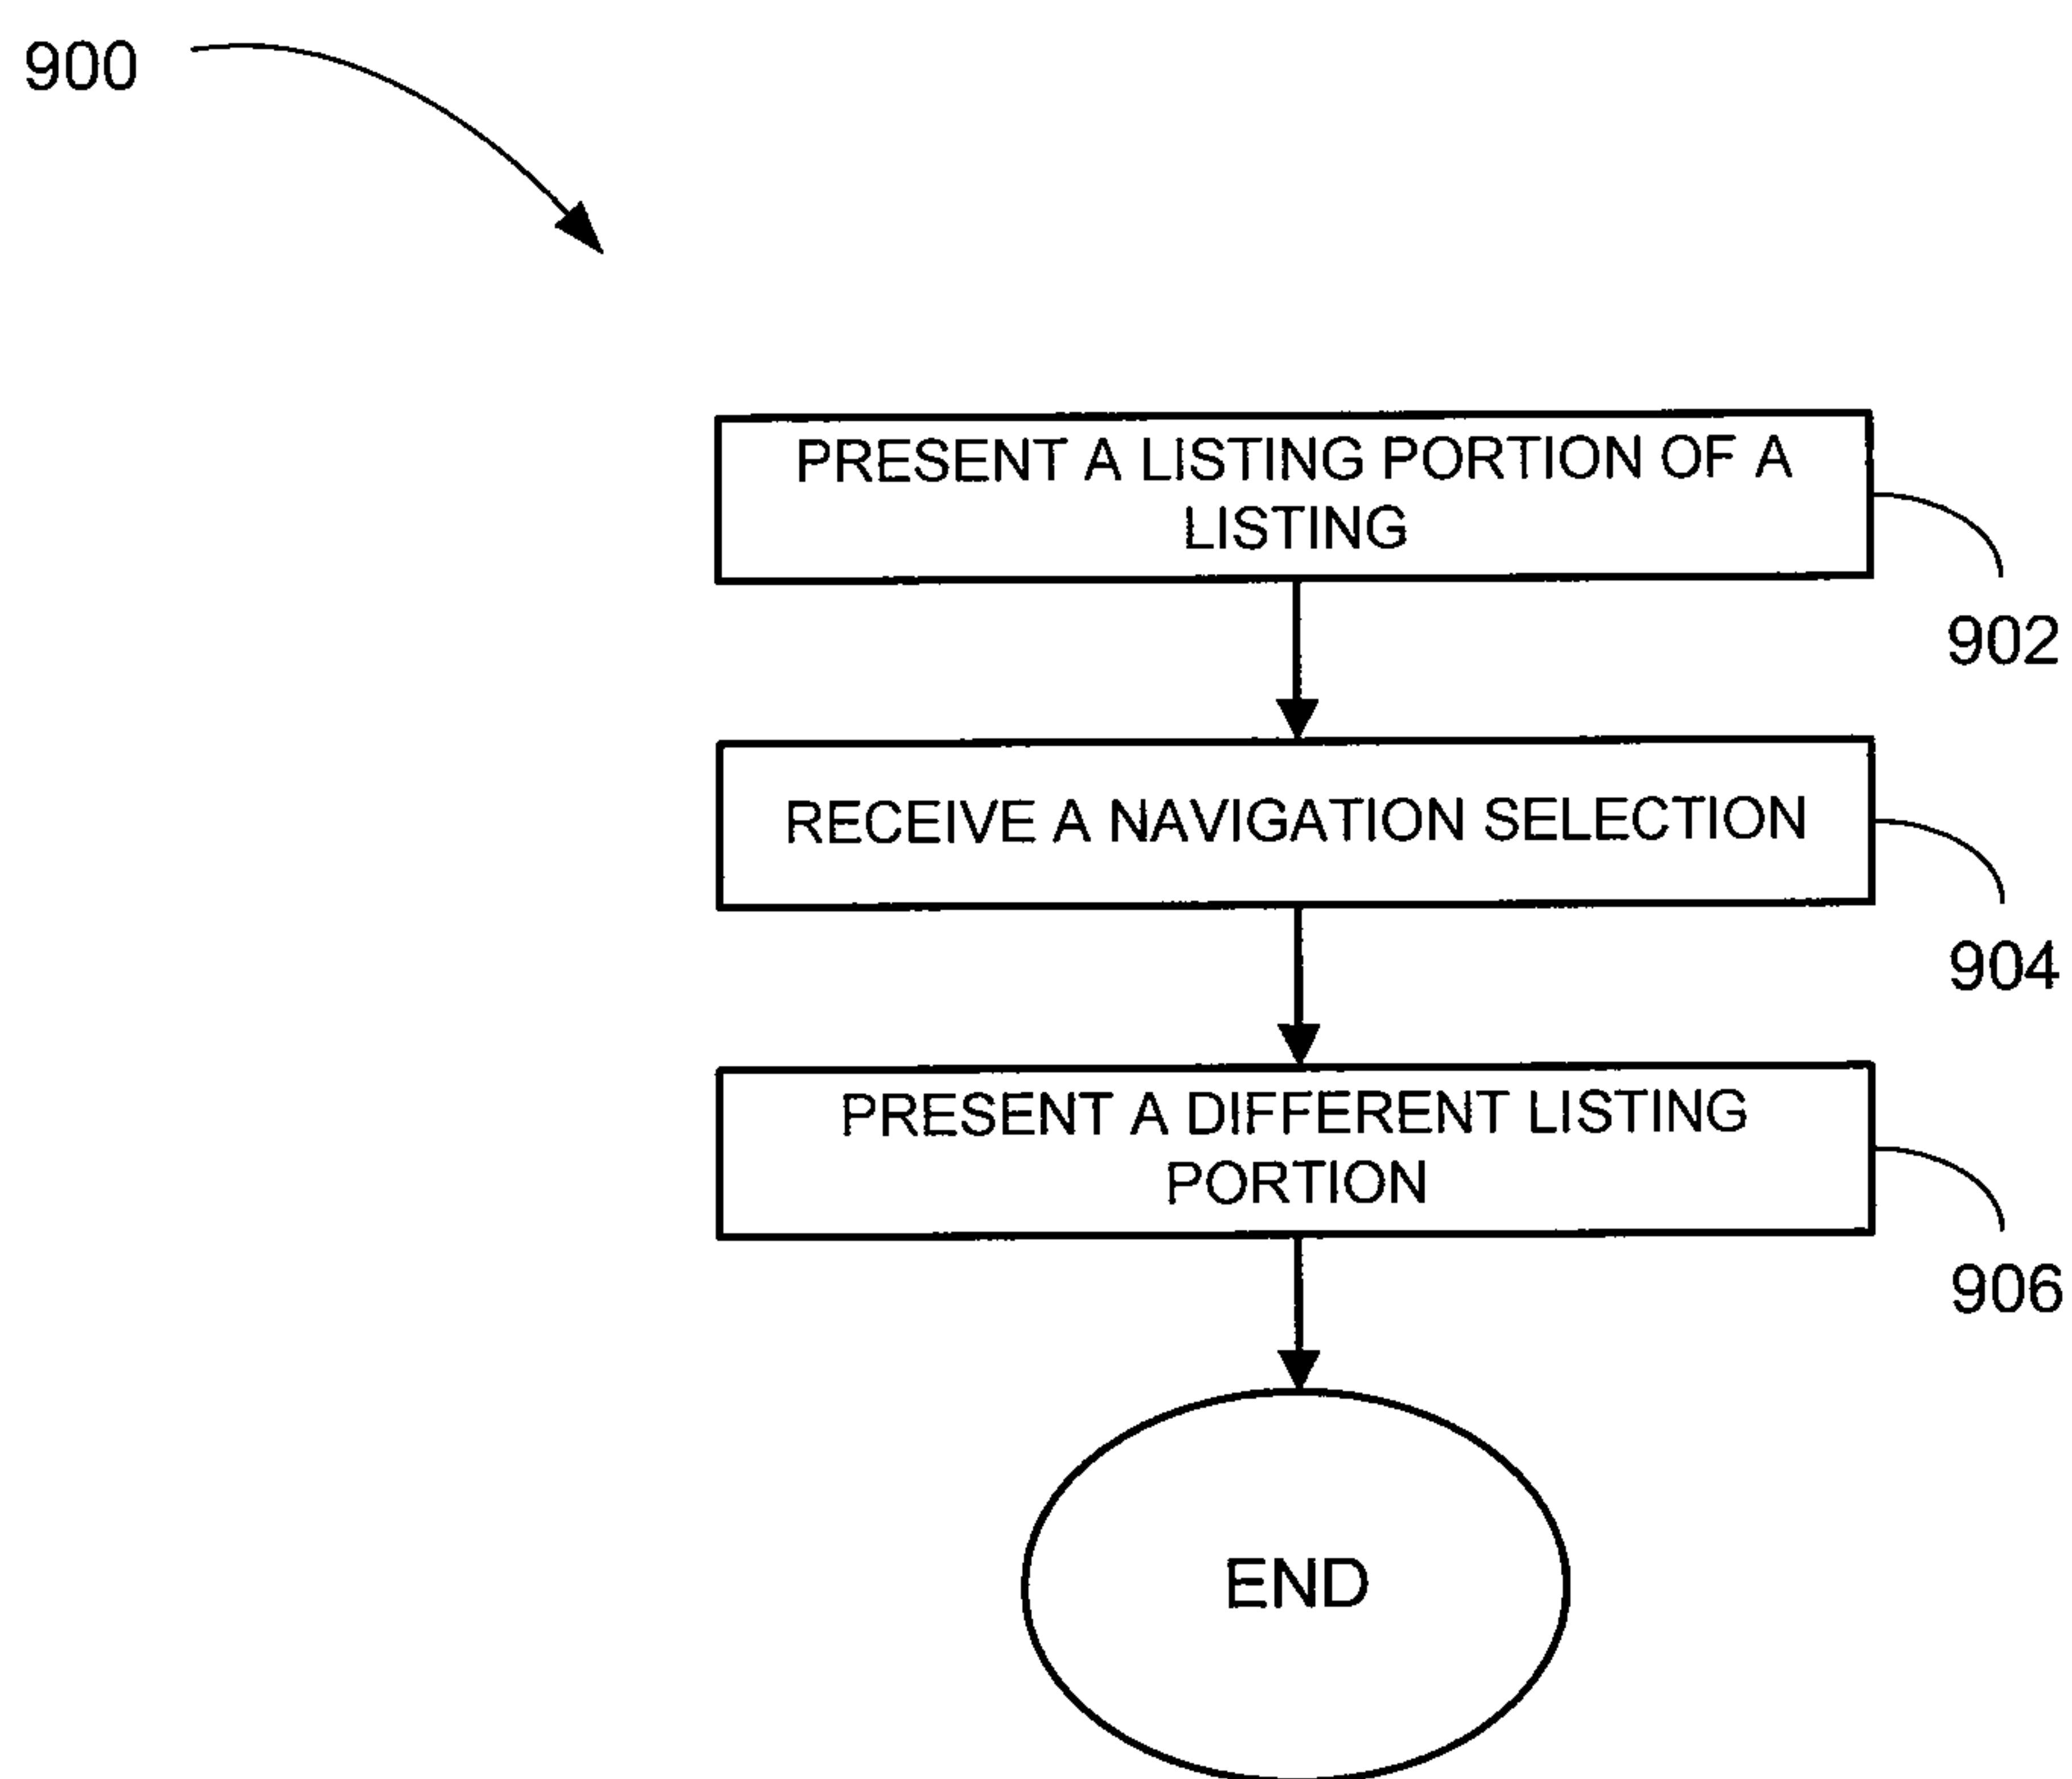 900
PRESENT A LISTING PORTION OF A
LISTING
902
RECEIVE A NAVIGATION SELECTION
904
PRESENT A DIFFERENT LISTING
PORTION
906
END